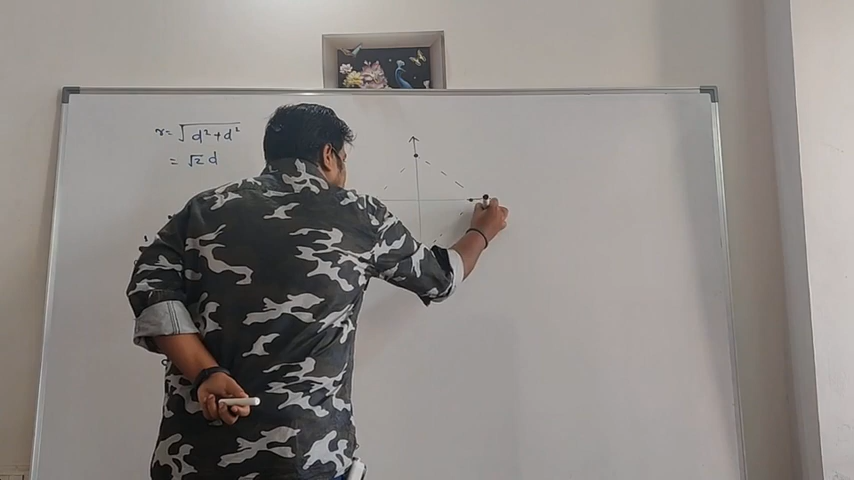 r = √d² + d²
= √2 d